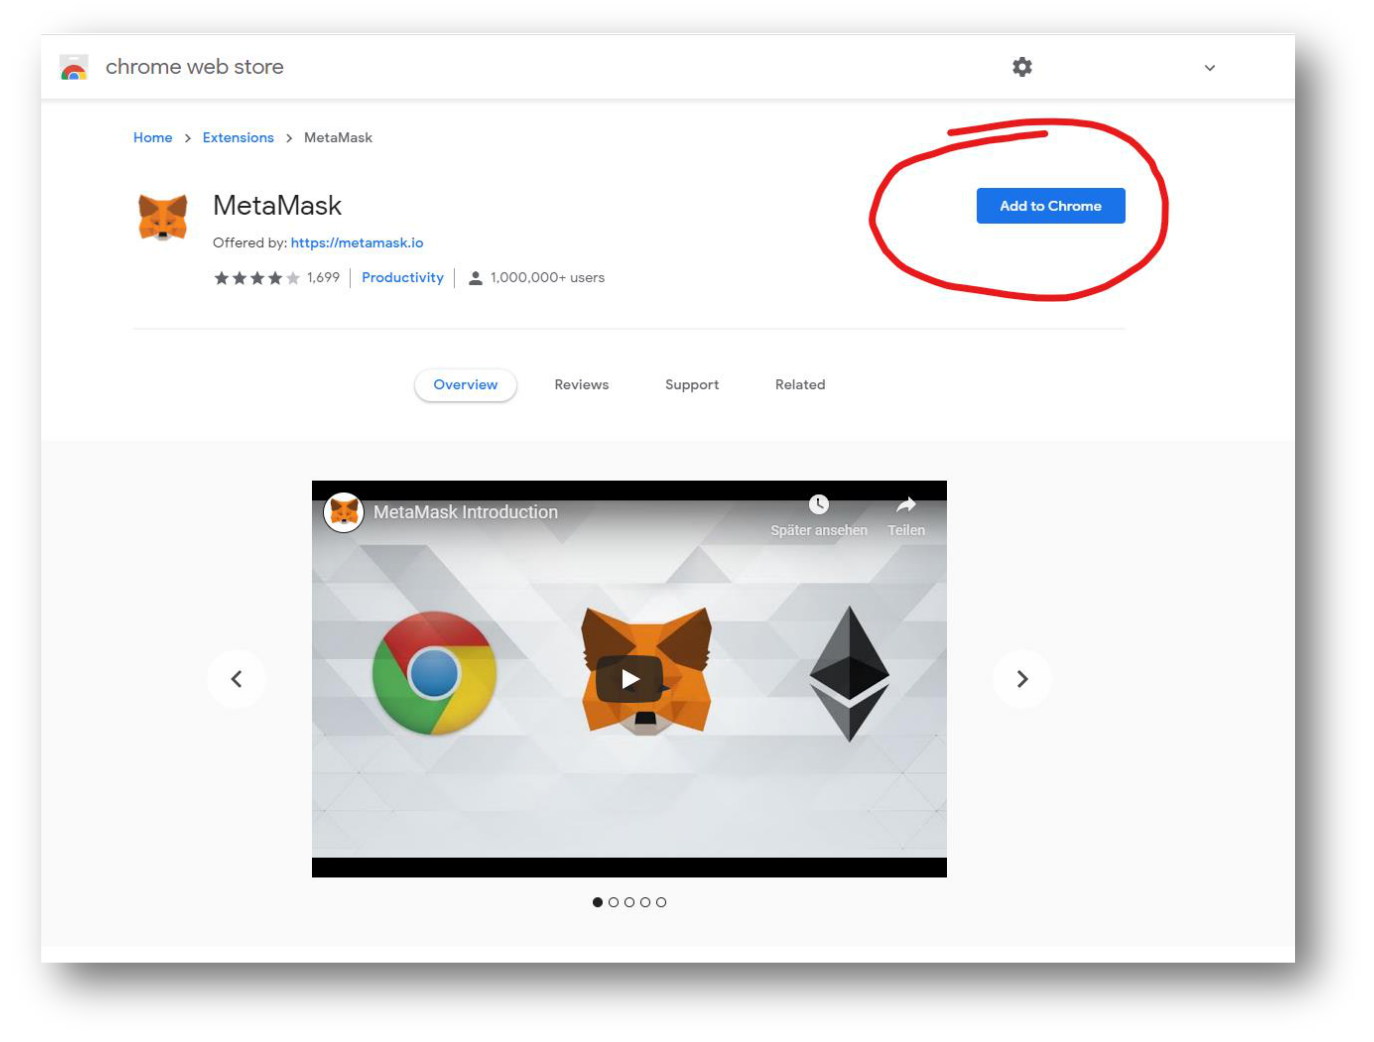 chrome web store
Home > Extensions > MetaMask
MetaMask
Add to Chrome
Offered by: https://metamask.io
1,699 Productivity 1,000,000+ users
Overview Reviews Support Related
MetaMask Introduction
Später ansehen Teilen